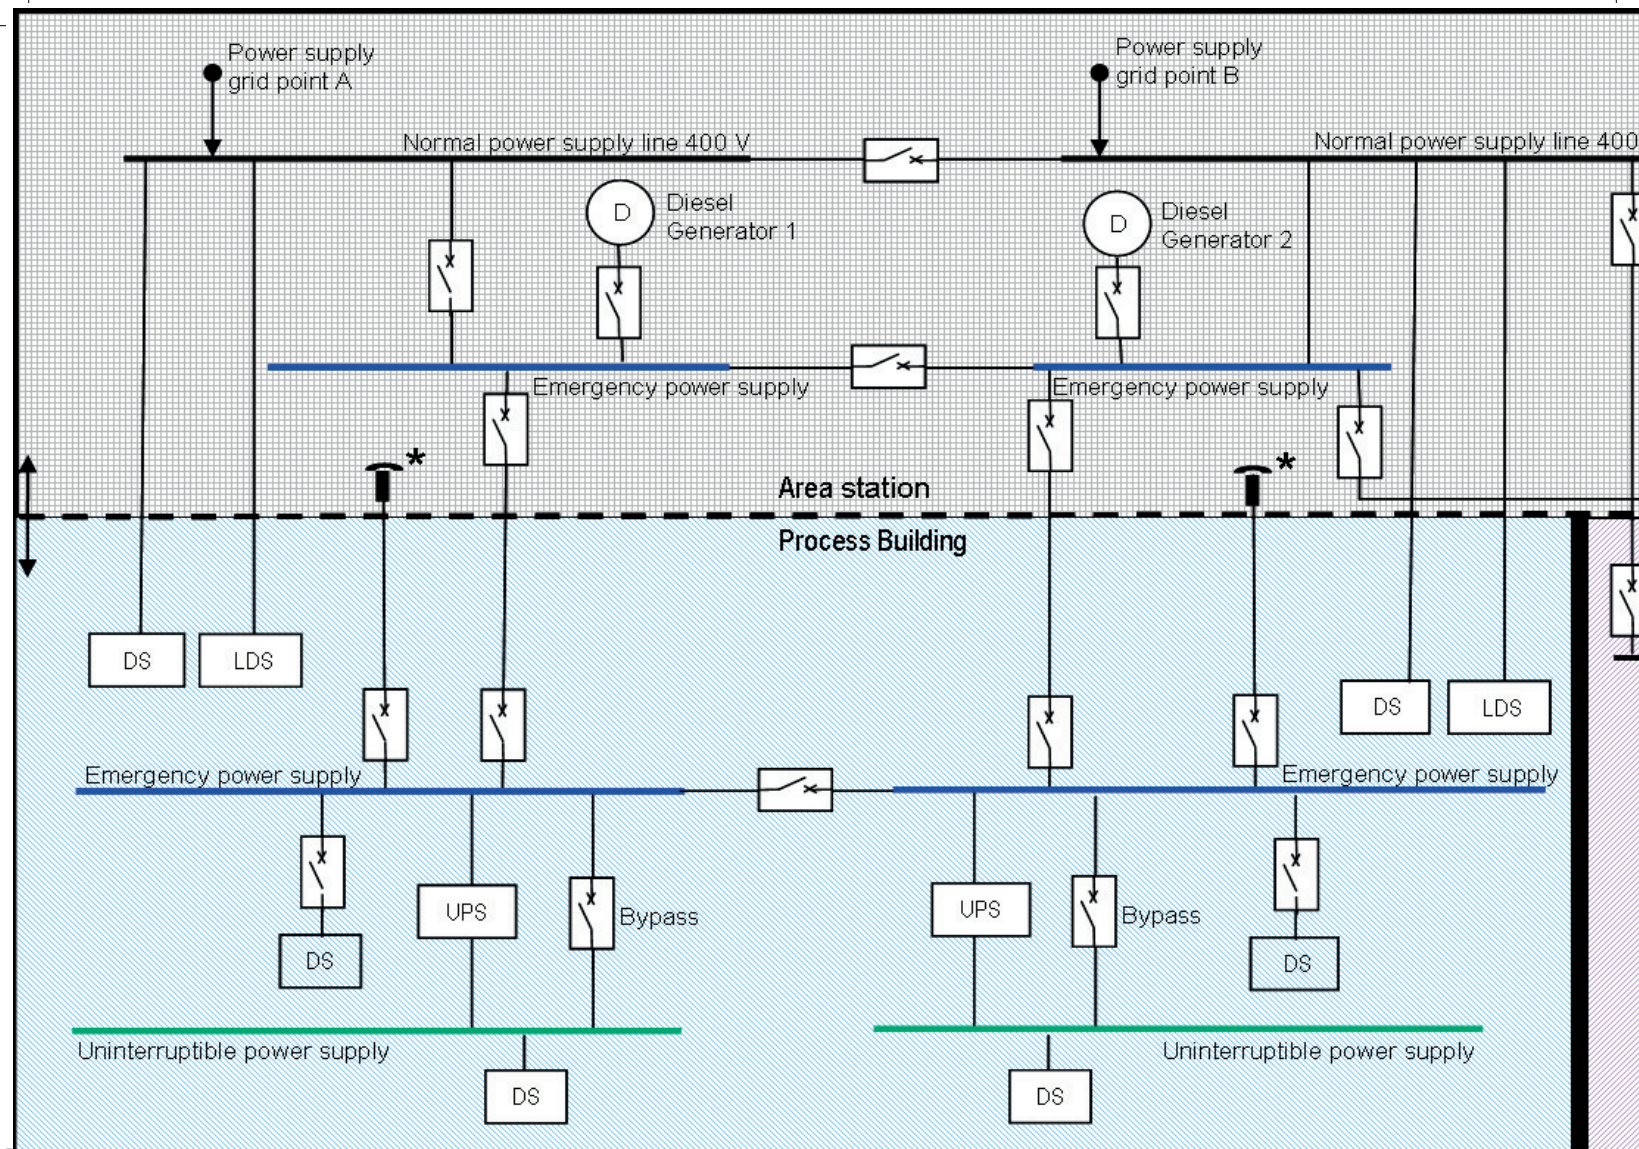 Power supply
grid point A
Power supply
grid point B
Normal power supply line 400 V
Normal power supply line 400
D
Diesel
Generator 1
D
Diesel
Generator 2
Emergency power supply
Emergency power supply
*
*
Area station
Process Building
DS
LDS
DS
LDS
Emergency power supply
Emergency power supply
UPS
Bypass
DS
UPS
Bypass
DS
Uninterruptible power supply
Uninterruptible power supply
DS
DS